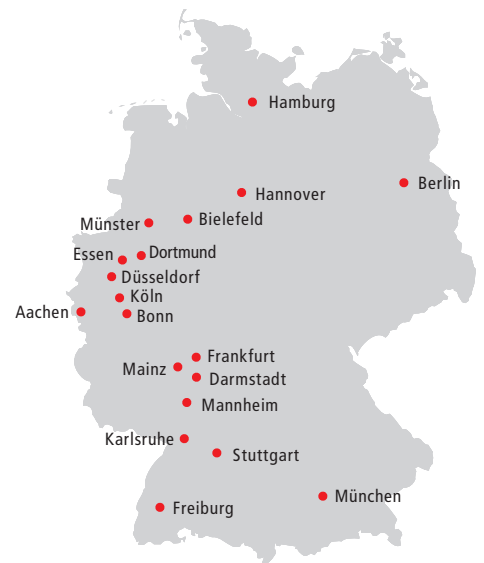 Hamburg
Berlin
Hannover
Bielefeld
Münster
Dortmund
Essen
Düsseldorf
Köln
Aachen
Bonn
Frankfurt
Mainz
Darmstadt
Mannheim
Karlsruhe
Stuttgart
München
Freiburg